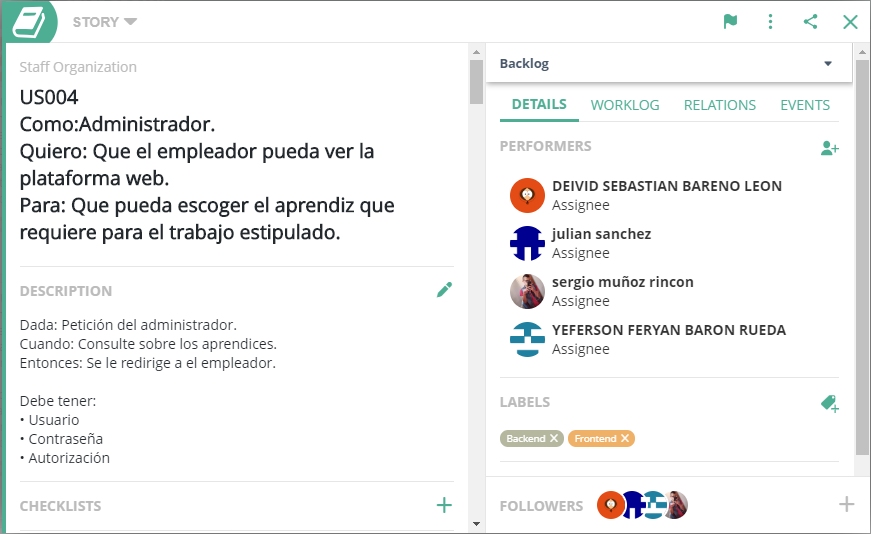 STORY
Staff Organization
US004
Como:Administrador.
Quiero: Que el empleador pueda ver la
plataforma web.
Para: Que pueda escoger el aprendiz que
requiere para el trabajo estipulado.
DESCRIPTION
Dada: Petición del administrador.
Cuando: Consulte sobre los aprendices.
Entonces: Se le redirige a el empleador.
Debe tener:
• Usuario
• Contraseña
• Autorización
CHECKLISTS
Backlog
DETAILS WORKLOG RELATIONS EVENTS
PERFORMERS
DEIVID SEBASTIAN BARENO LEON
Assignee
julian sanchez
Assignee
sergio muñoz rincon
Assignee
YEFERSON FERYAN BARON RUEDA
Assignee
LABELS
Backend Frontend
FOLLOWERS